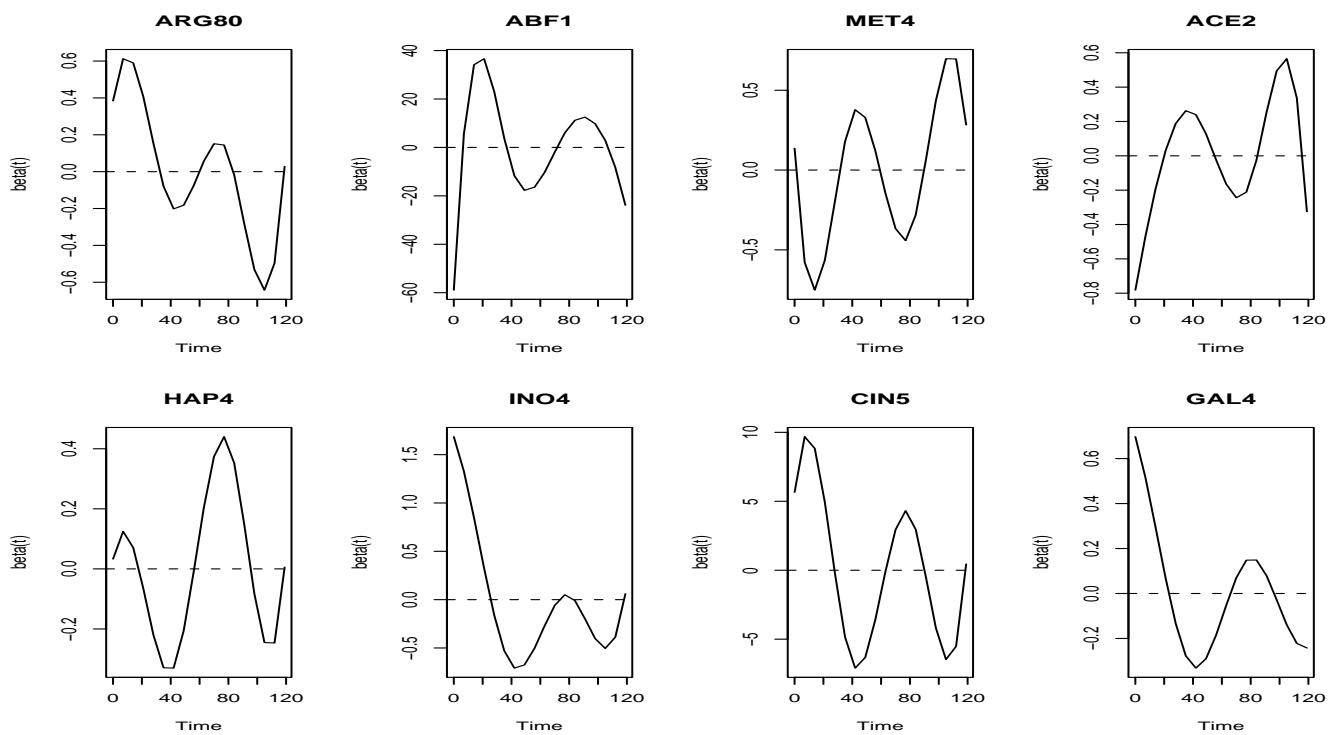 ARG80
ABF1
MET4
ACE2
beta(t)
−0.6 −0.4 −0.2 0.0 0.2 0.4 0.6
0 40 80 120
Time
beta(t)
−60 −40 −20 0 20 40
0 40 80 120
Time
beta(t)
−0.5 0.0 0.5
0 40 80 120
Time
beta(t)
−0.8 −0.6 −0.4 −0.2 0.0 0.2 0.4 0.6
0 40 80 120
Time
HAP4
INO4
CIN5
GAL4
beta(t)
−0.2 0.0 0.2 0.4
0 40 80 120
Time
beta(t)
−0.5 0.0 0.5 1.0 1.5
0 40 80 120
Time
beta(t)
−5 0 5 10
0 40 80 120
Time
beta(t)
−0.2 0.0 0.2 0.4 0.6
0 40 80 120
Time